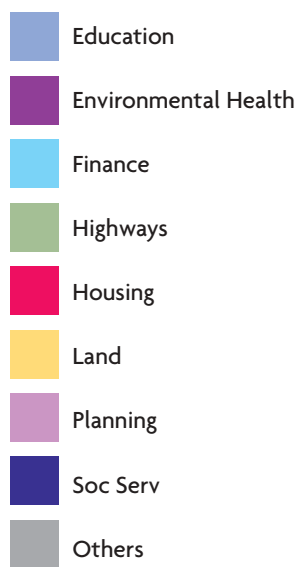 Education
Environmental Health
Finance
Highways
Housing
Land
Planning
Soc Serv
Others